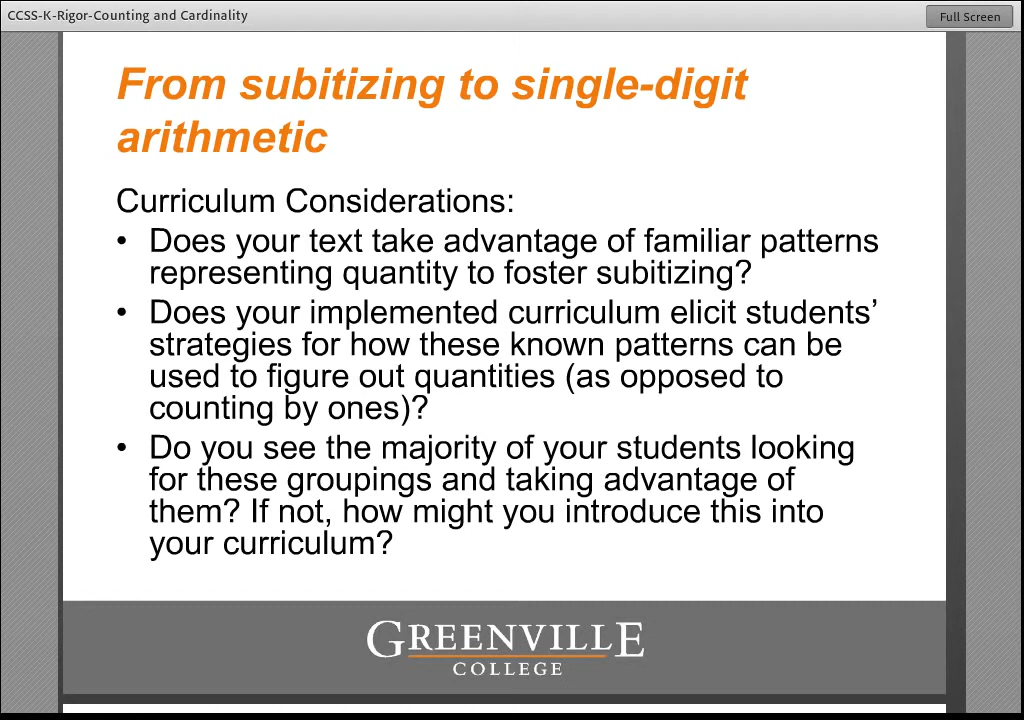 CCSS-K-Rigor-Counting and Cardinality
Full Screen
From subitizing to single-digit
arithmetic
Curriculum Considerations:
• Does your text take advantage of familiar patterns
representing quantity to foster subitizing?
• Does your implemented curriculum elicit students’
strategies for how these known patterns can be
used to figure out quantities (as opposed to
counting by ones)?
• Do you see the majority of your students looking
for these groupings and taking advantage of
them? If not, how might you introduce this into
your curriculum?
GREENVILLE
COLLEGE